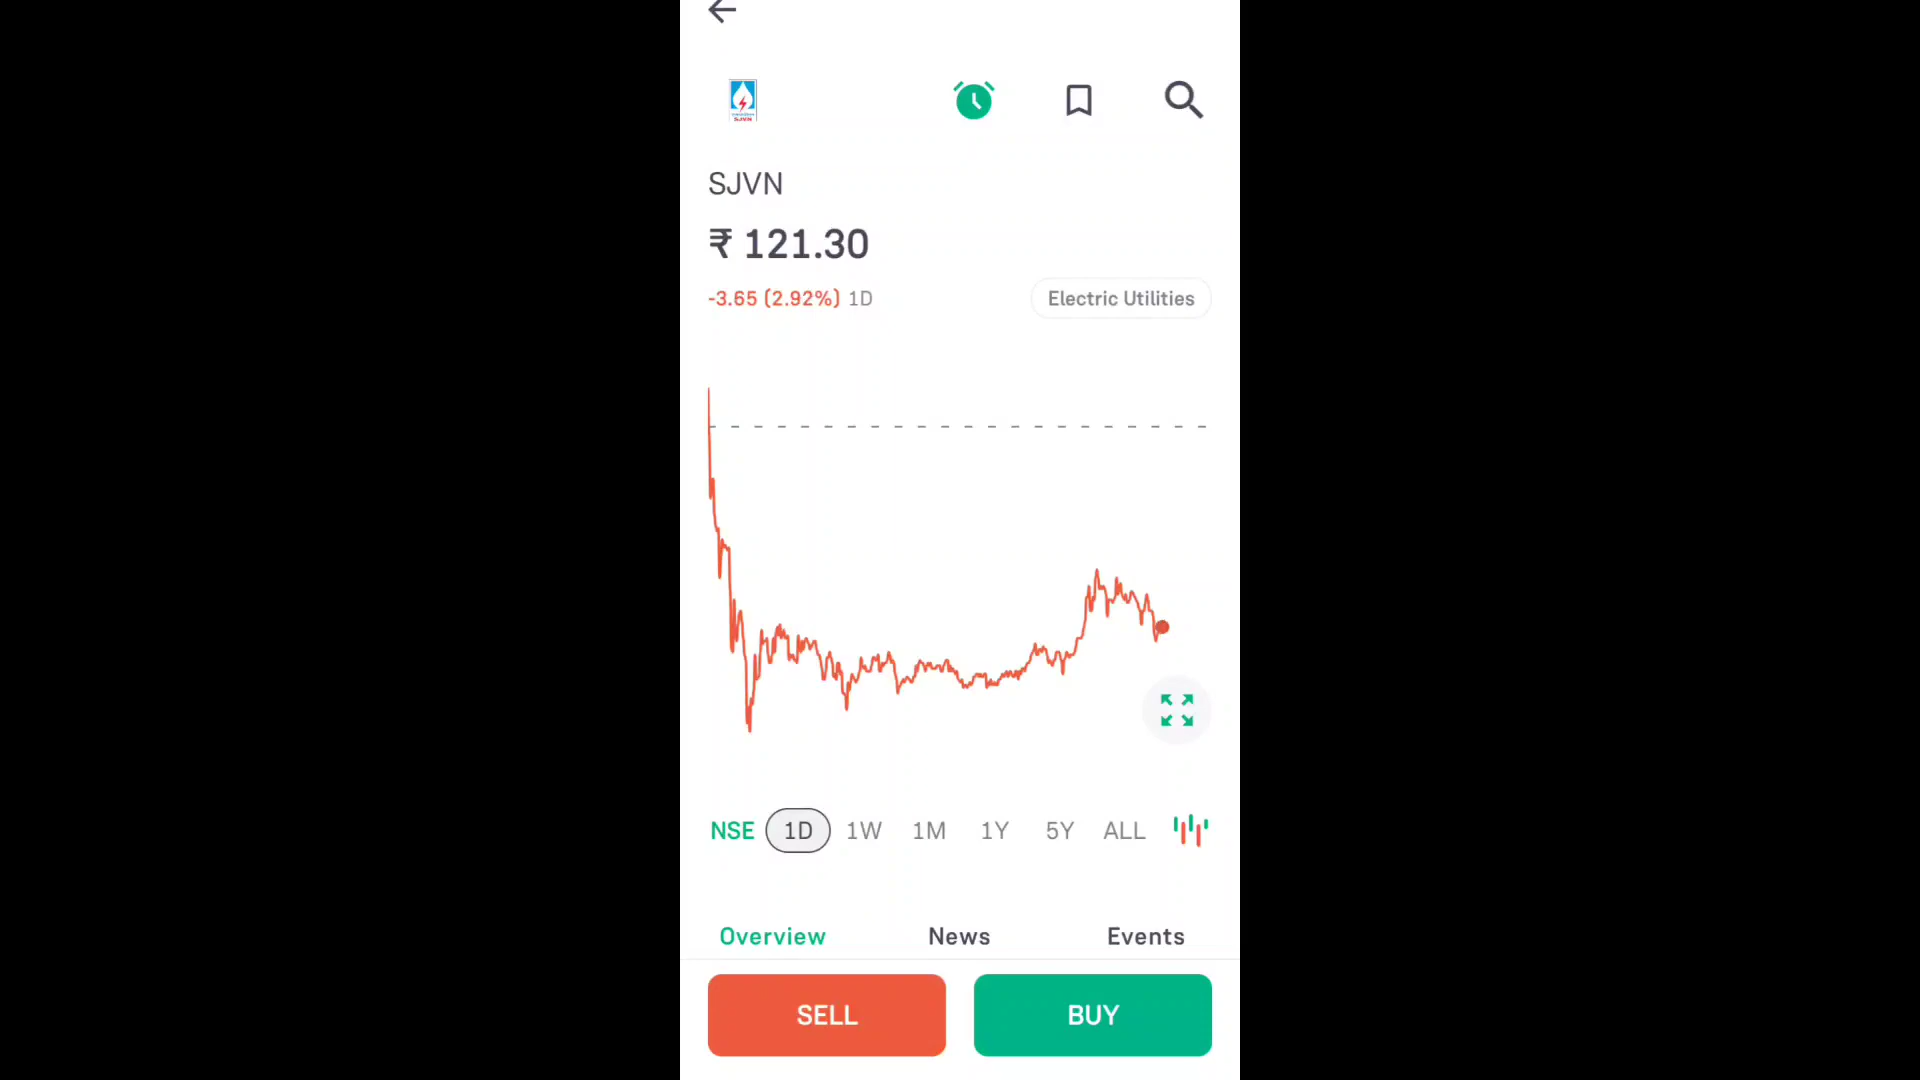 SJVN
SJVN
₹ 121.30
-3.65 (2.92%) 1D
Electric Utilities
NSE 1D 1W 1M 1Y 5Y ALL
Overview News Events
SELL BUY